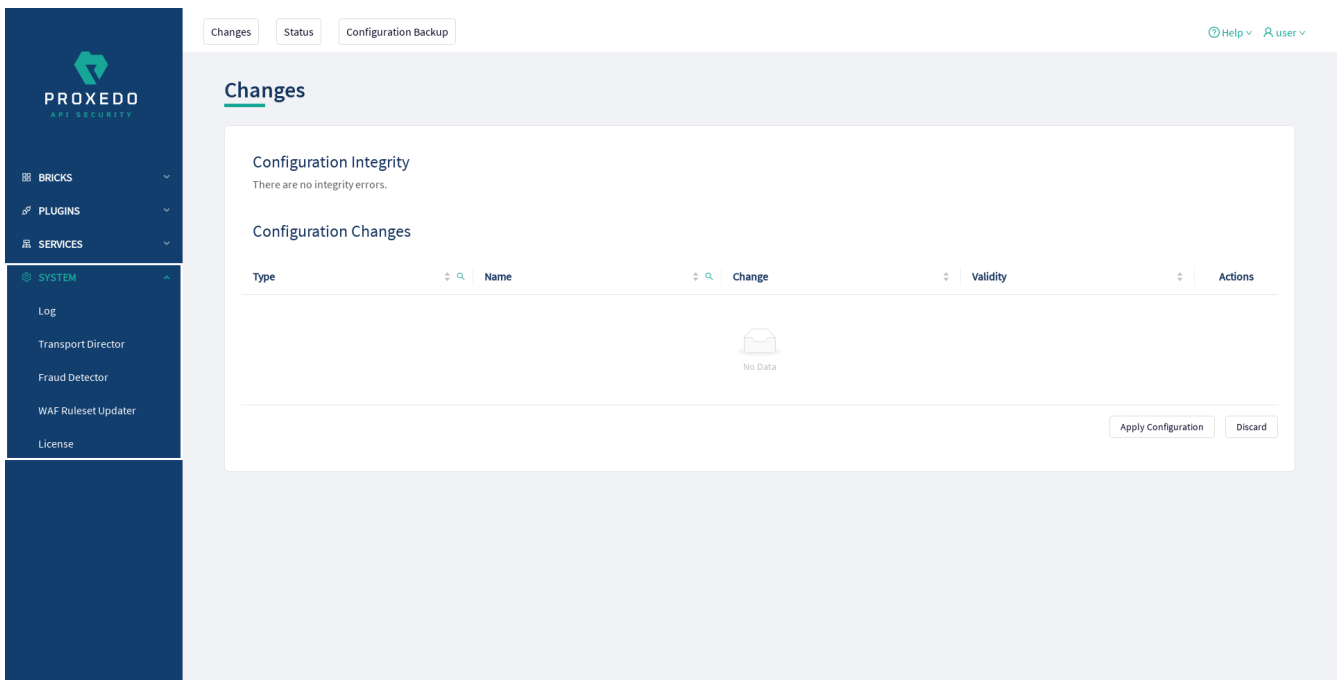 Changes Status Configuration Backup Help user
PROXEDO
API SECURITY
BRICKS
PLUGINS
SERVICES
SYSTEM
Log
Transport Director
Fraud Detector
WAF Ruleset Updater
License
Changes
Configuration Integrity
There are no integrity errors.
Configuration Changes
Type Name Change Validity Actions
No Data
Apply Configuration Discard